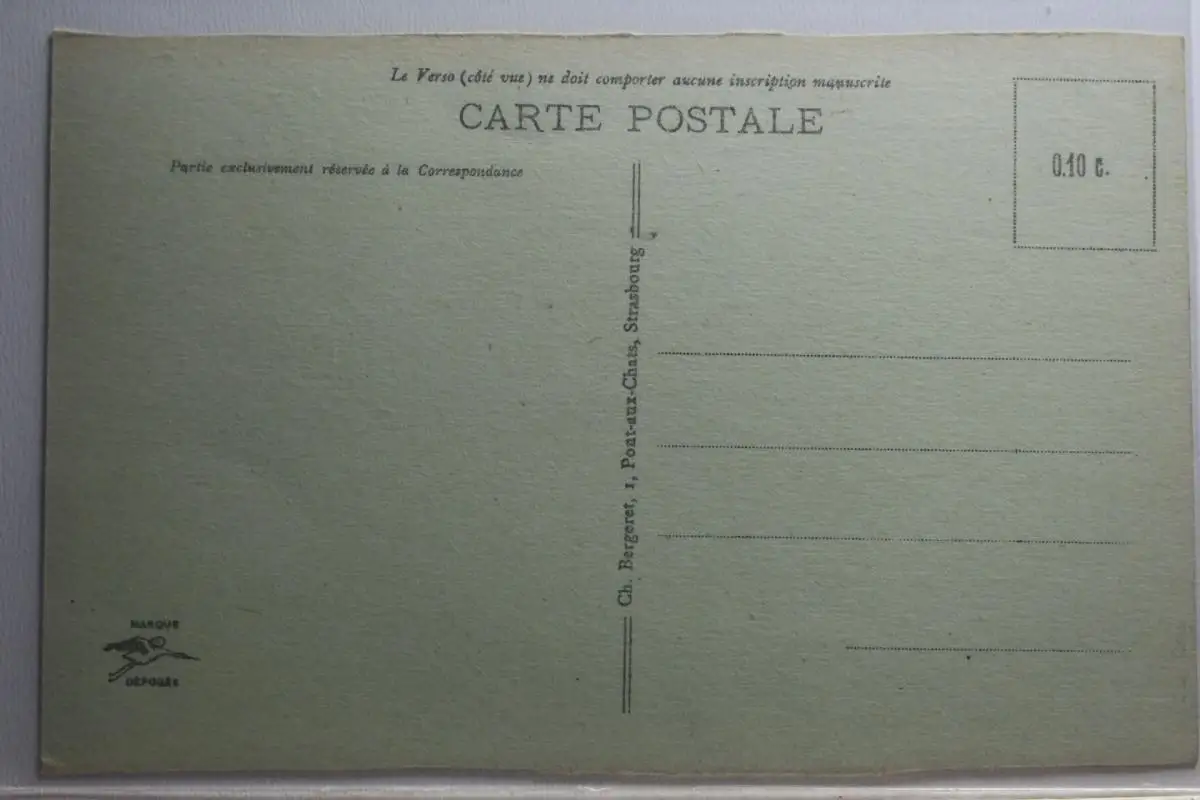 Le Verso (côté vue) ne doit comporter aucune inscription manuscrite
CARTE POSTALE
Partie exclusivement réservée à la Correspondance
0.10 c.
Ch. Bergeret, 1, Pont-aux-Chats, Strasbourg
MARQUE
DÉPOSÉE